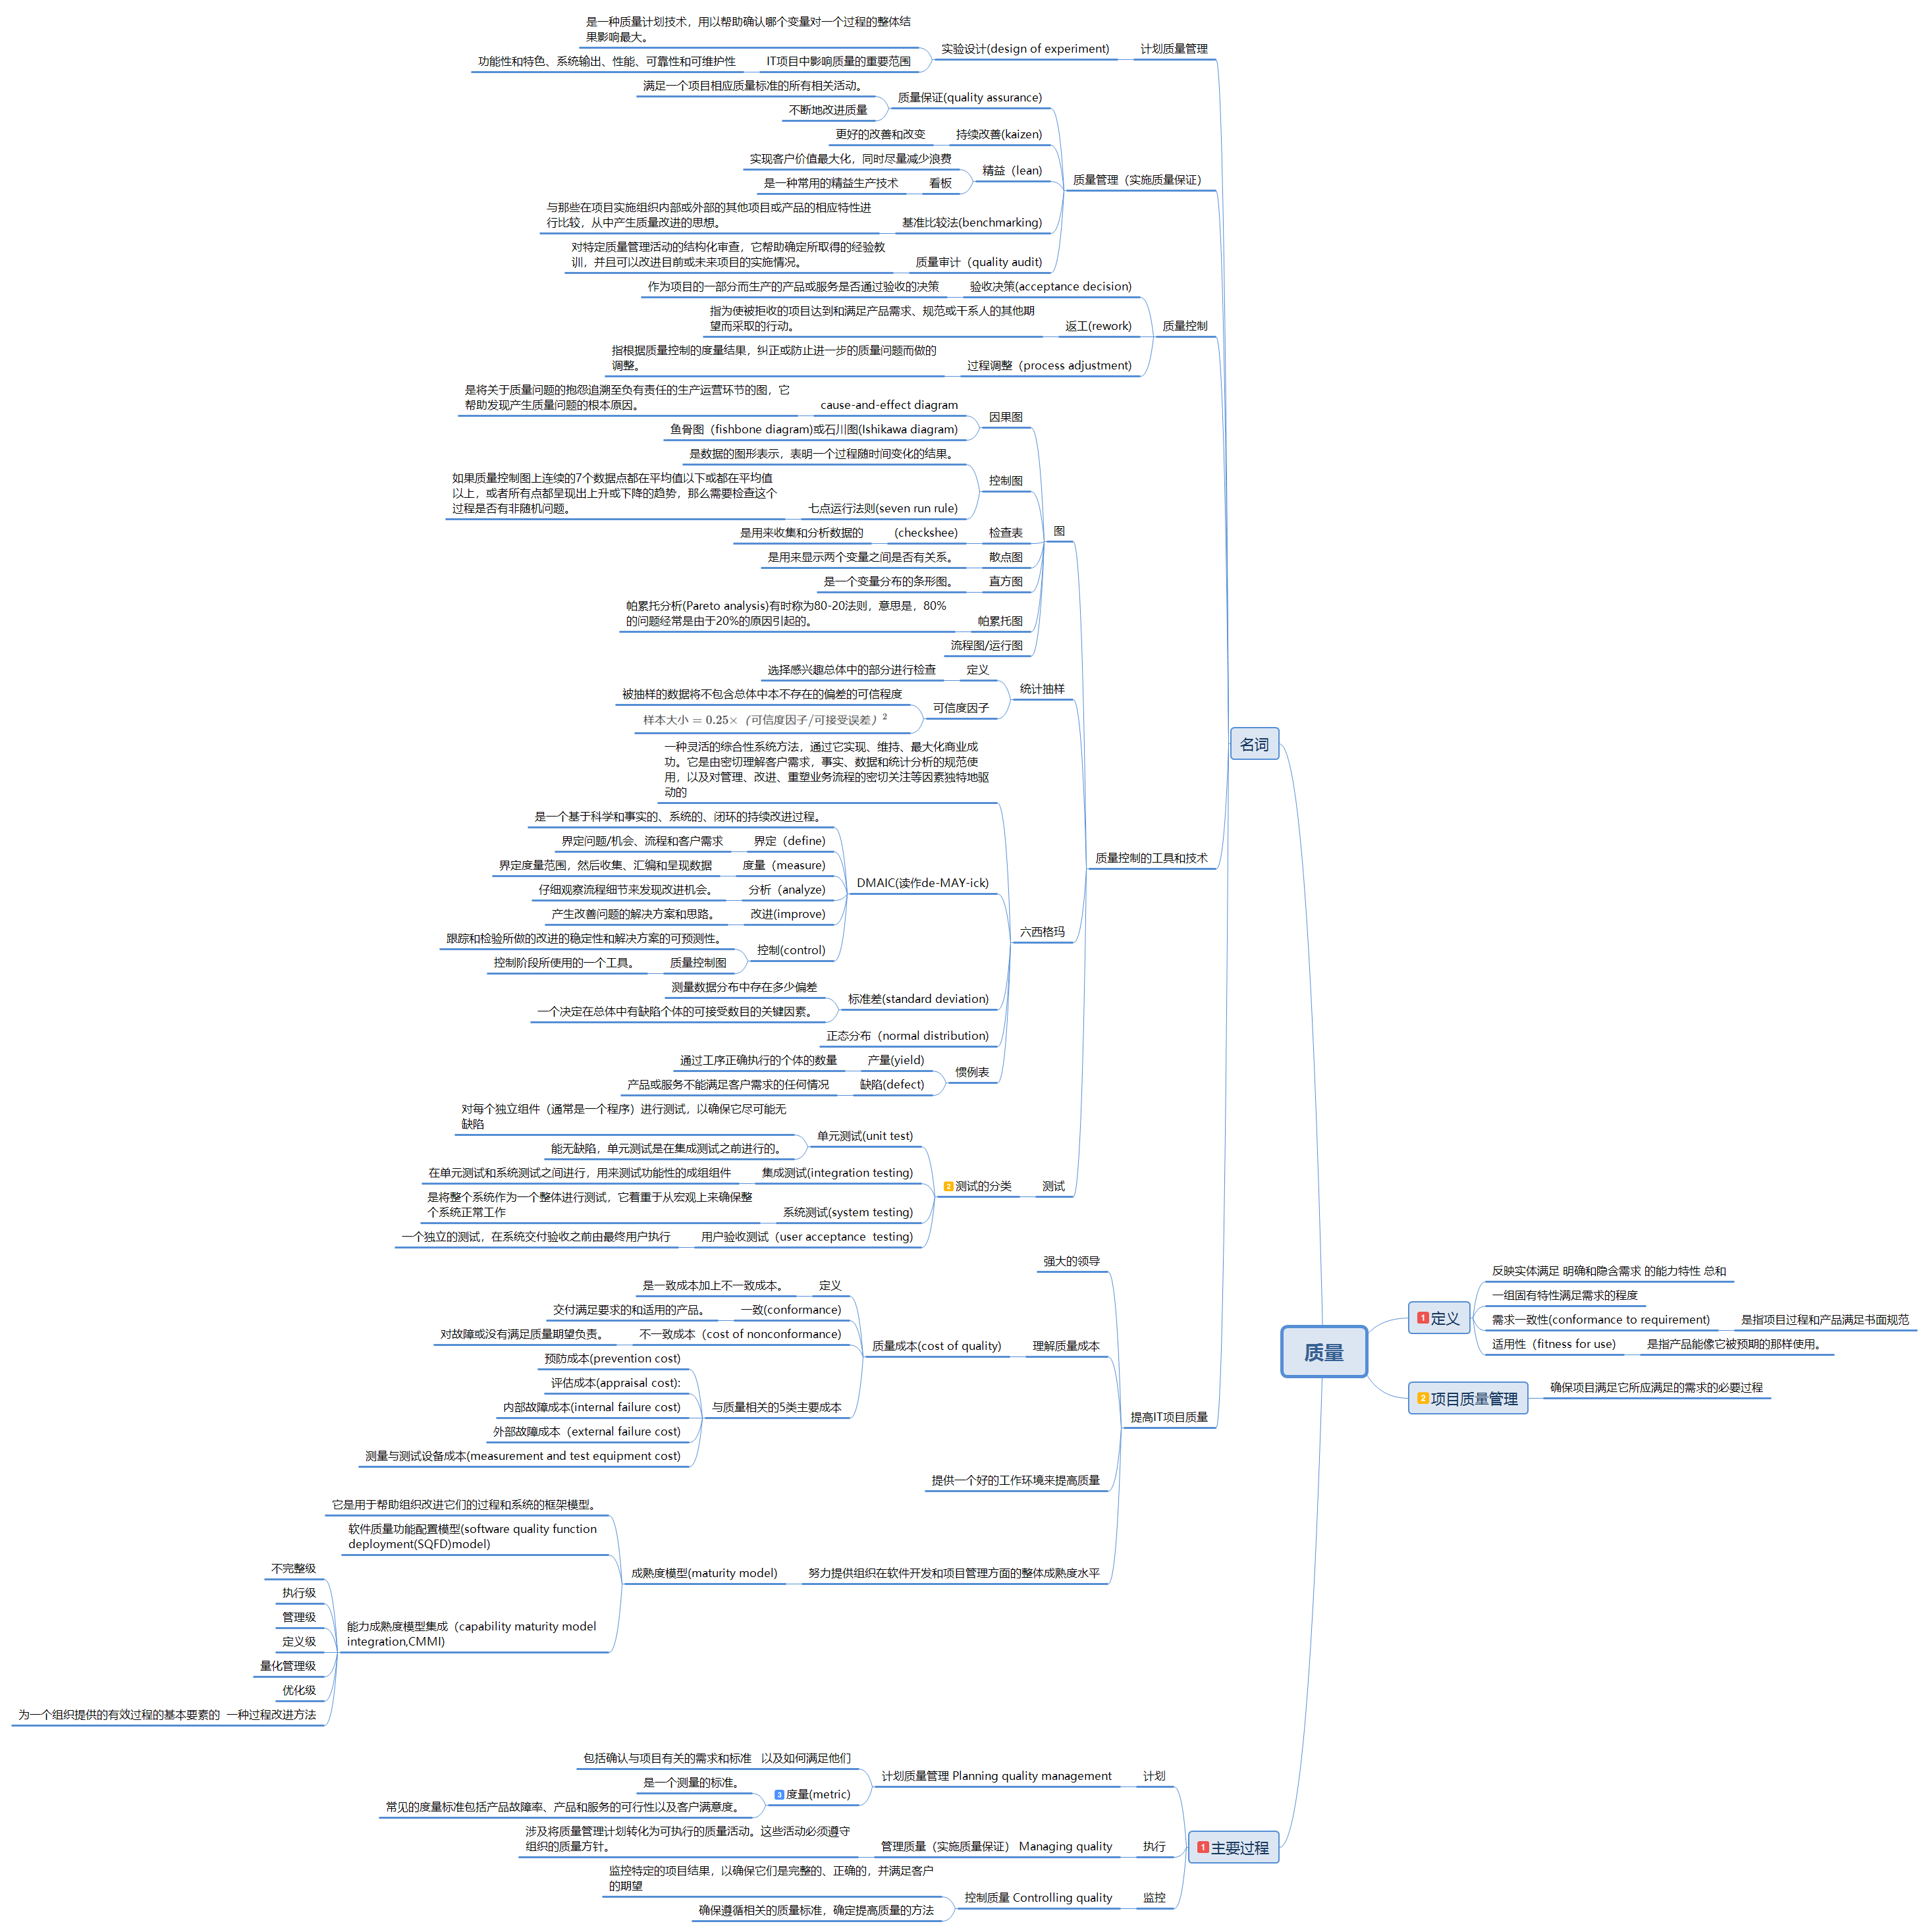 质量
定义
反映实体满足 明确和隐含需求 的能力特性 总和
一组固有特性满足需求的程度
需求一致性(conformance to requirement)
是指项目过程和产品满足书面规范
适用性（fitness for use)
是指产品能像它被预期的那样使用。
项目质量管理
确保项目满足它所应满足的需求的必要过程
名词
计划质量管理
实验设计(design of experiment)
是一种质量计划技术，用以帮助确认哪个变量对一个过程的整体结
果影响最大。
IT项目中影响质量的重要范围
功能性和特色、系统输出、性能、可靠性和可维护性
质量管理（实施质量保证）
质量保证(quality assurance)
满足一个项目相应质量标准的所有相关活动。
不断地改进质量
持续改善(kaizen)
更好的改善和改变
精益（lean)
实现客户价值最大化，同时尽量减少浪费
看板
是一种常用的精益生产技术
基准比较法(benchmarking)
与那些在项目实施组织内部或外部的其他项目或产品的相应特性进
行比较，从中产生质量改进的思想。
质量审计（quality audit)
对特定质量管理活动的结构化审查，它帮助确定所取得的经验教
训，并且可以改进目前或未来项目的实施情况。
质量控制
验收决策(acceptance decision)
作为项目的一部分而生产的产品或服务是否通过验收的决策
返工(rework)
指为使被拒收的项目达到和满足产品需求、规范或干系人的其他期
望而采取的行动。
过程调整（process adjustment)
指根据质量控制的度量结果，纠正或防止进一步的质量问题而做的
调整。
质量控制的工具和技术
图
因果图
cause-and-effect diagram
是将关于质量问题的抱怨追溯至负有责任的生产运营环节的图，它
帮助发现产生质量问题的根本原因。
鱼骨图（fishbone diagram)或石川图(Ishikawa diagram)
控制图
是数据的图形表示，表明一个过程随时间变化的结果。
七点运行法则(seven run rule)
如果质量控制图上连续的7个数据点都在平均值以下或都在平均值
以上，或者所有点都呈现出上升或下降的趋势，那么需要检查这个
过程是否有非随机问题。
检查表
(checkshee)
是用来收集和分析数据的
散点图
是用来显示两个变量之间是否有关系。
直方图
是一个变量分布的条形图。
帕累托图
帕累托分析(Pareto analysis)有时称为80-20法则，意思是，80%
的问题经常是由于20%的原因引起的。
流程图/运行图
统计抽样
定义
选择感兴趣总体中的部分进行检查
可信度因子
被抽样的数据将不包含总体中本不存在的偏差的可信程度
样本大小 = 0.25×（可信度因子/可接受误差）²
六西格玛
一种灵活的综合性系统方法，通过它实现、维持、最大化商业成
功。它是由密切理解客户需求，事实、数据和统计分析的规范使
用，以及对管理、改进、重塑业务流程的密切关注等因素独特地驱
动的
DMAIC(读作de-MAY-ick)
是一个基于科学和事实的、系统的、闭环的持续改进过程。
界定（define)
界定问题/机会、流程和客户需求
度量（measure)
界定度量范围，然后收集、汇编和呈现数据
分析（analyze)
仔细观察流程细节来发现改进机会。
改进(improve)
产生改善问题的解决方案和思路。
控制(control)
跟踪和检验所做的改进的稳定性和解决方案的可预测性。
质量控制图
控制阶段所使用的一个工具。
标准差(standard deviation)
测量数据分布中存在多少偏差
一个决定在总体中有缺陷个体的可接受数目的关键因素。
正态分布（normal distribution)
惯例表
产量(yield)
通过工序正确执行的个体的数量
缺陷(defect)
产品或服务不能满足客户需求的任何情况
测试
测试的分类
单元测试(unit test)
对每个独立组件（通常是一个程序）进行测试，以确保它尽可能无
缺陷
能无缺陷，单元测试是在集成测试之前进行的。
集成测试(integration testing)
在单元测试和系统测试之间进行，用来测试功能性的成组组件
系统测试(system testing)
是将整个系统作为一个整体进行测试，它着重于从宏观上来确保整
个系统正常工作
用户验收测试（user acceptance  testing)
一个独立的测试，在系统交付验收之前由最终用户执行
提高IT项目质量
强大的领导
理解质量成本
质量成本(cost of quality)
定义
是一致成本加上不一致成本。
一致(conformance)
交付满足要求的和适用的产品。
不一致成本（cost of nonconformance)
对故障或没有满足质量期望负责。
与质量相关的5类主要成本
预防成本(prevention cost)
评估成本(appraisal cost):
内部故障成本(internal failure cost)
外部故障成本（external failure cost)
测量与测试设备成本(measurement and test equipment cost)
提供一个好的工作环境来提高质量
努力提供组织在软件开发和项目管理方面的整体成熟度水平
成熟度模型(maturity model)
它是用于帮助组织改进它们的过程和系统的框架模型。
软件质量功能配置模型(software quality function
deployment(SQFD)model)
能力成熟度模型集成（capability maturity model
integration,CMMI)
不完整级
执行级
管理级
定义级
量化管理级
优化级
为一个组织提供的有效过程的基本要素的  一种过程改进方法
主要过程
计划
计划质量管理 Planning quality management
包括确认与项目有关的需求和标准   以及如何满足他们
度量(metric)
是一个测量的标准。
常见的度量标准包括产品故障率、产品和服务的可行性以及客户满意度。
执行
管理质量（实施质量保证） Managing quality
涉及将质量管理计划转化为可执行的质量活动。这些活动必须遵守
组织的质量方针。
监控
控制质量 Controlling quality
监控特定的项目结果，以确保它们是完整的、正确的，并满足客户
的期望
确保遵循相关的质量标准，确定提高质量的方法